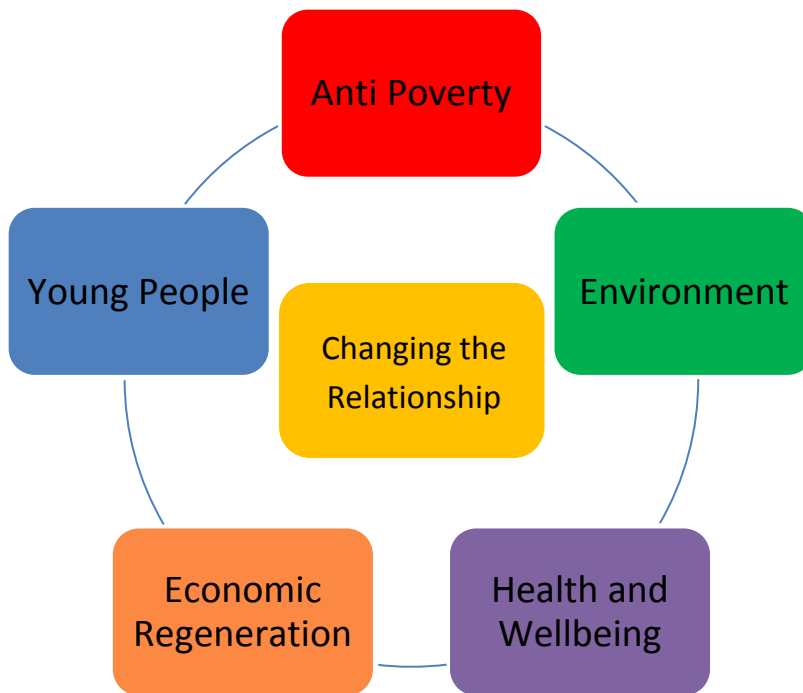 Anti Poverty
Young People
Environment
Changing the
Relationship
Economic
Regeneration
Health and
Wellbeing